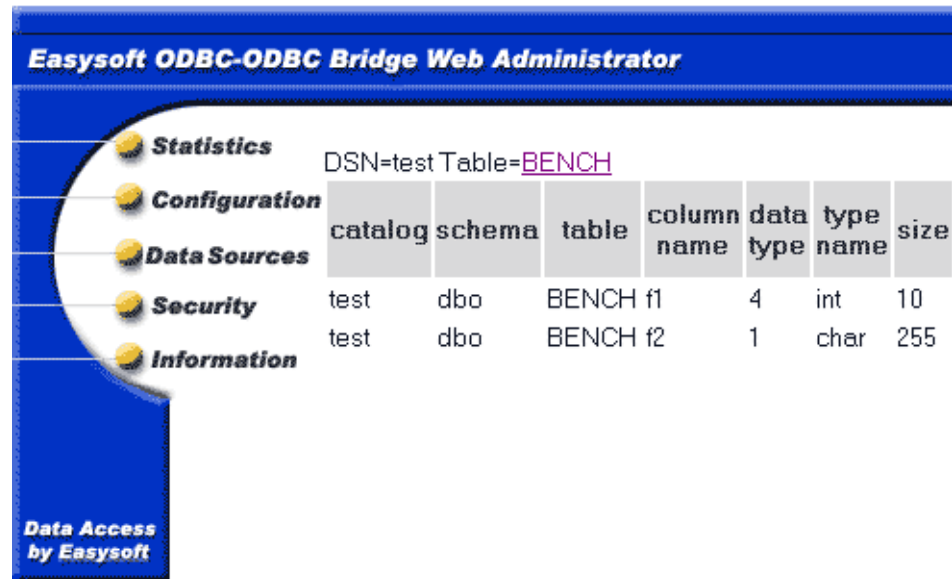 Easysoft ODBC-ODBC Bridge Web Administrator
Statistics
Configuration
Data Sources
Security
Information
DSN=test Table=BENCH
catalog schema table column name data type type name size
test dbo BENCH f1 4 int 10
test dbo BENCH f2 1 char 255
Data Access
by Easysoft